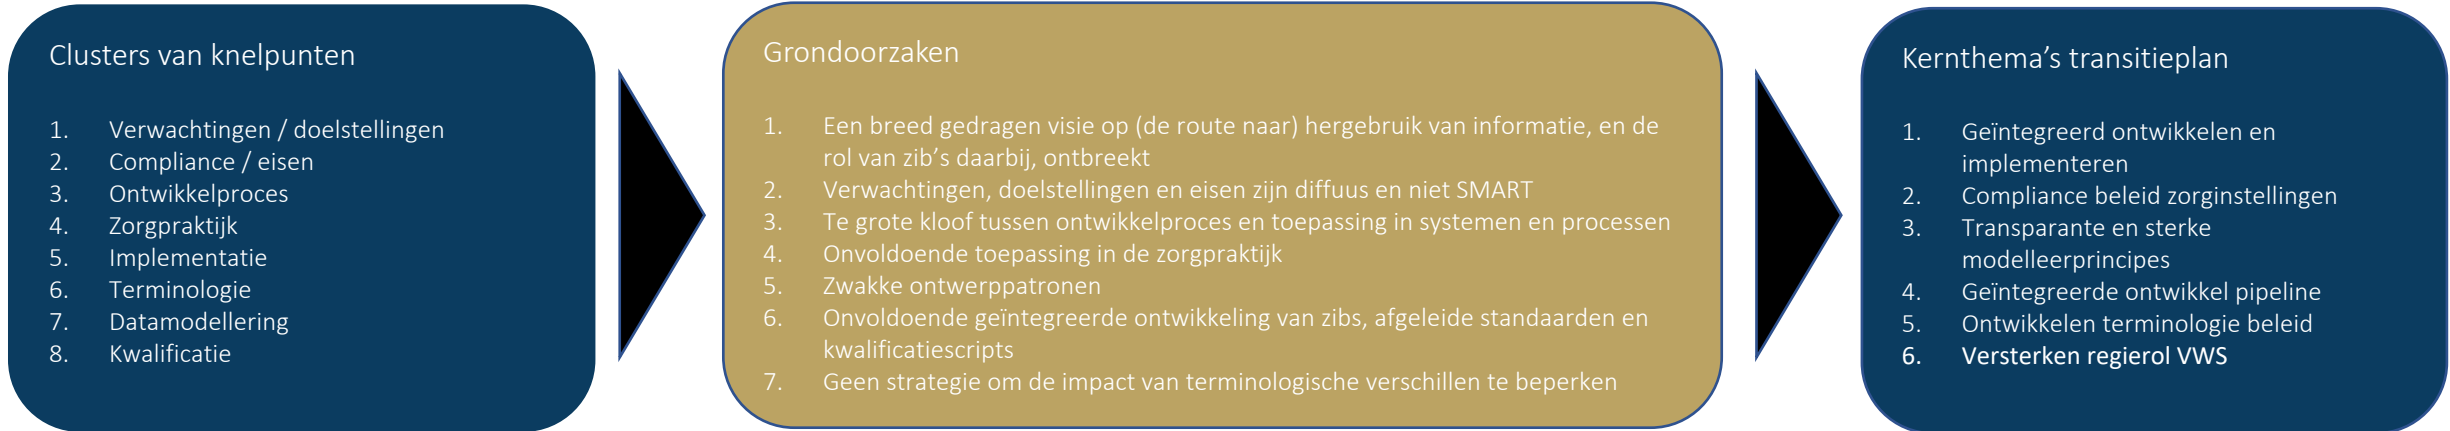 Clusters van knelpunten
1. Verwachtingen / doelstellingen
2. Compliance / eisen
3. Ontwikkelproces
4. Zorgpraktijk
5. Implementatie
6. Terminologie
7. Datamodellering
8. Kwalificatie
Grondoorzaken
1. Een breed gedragen visie op (de route naar) hergebruik van informatie, en de
rol van zib’s daarbij, ontbreekt
2. Verwachtingen, doelstellingen en eisen zijn diffuus en niet SMART
3. Te grote kloof tussen ontwikkelproces en toepassing in systemen en processen
4. Onvoldoende toepassing in de zorgpraktijk
5. Zwakke ontwerppatronen
6. Onvoldoende geïntegreerde ontwikkeling van zibs, afgeleide standaarden en
kwalificatiescripts
7. Geen strategie om de impact van terminologische verschillen te beperken
Kernthema’s transitieplan
1. Geïntegreerd ontwikkelen en
implementeren
2. Compliance beleid zorginstellingen
3. Transparante en sterke
modelleerprincipes
4. Geïntegreerde ontwikkel pipeline
5. Ontwikkelen terminologie beleid
6. Versterken regierol VWS